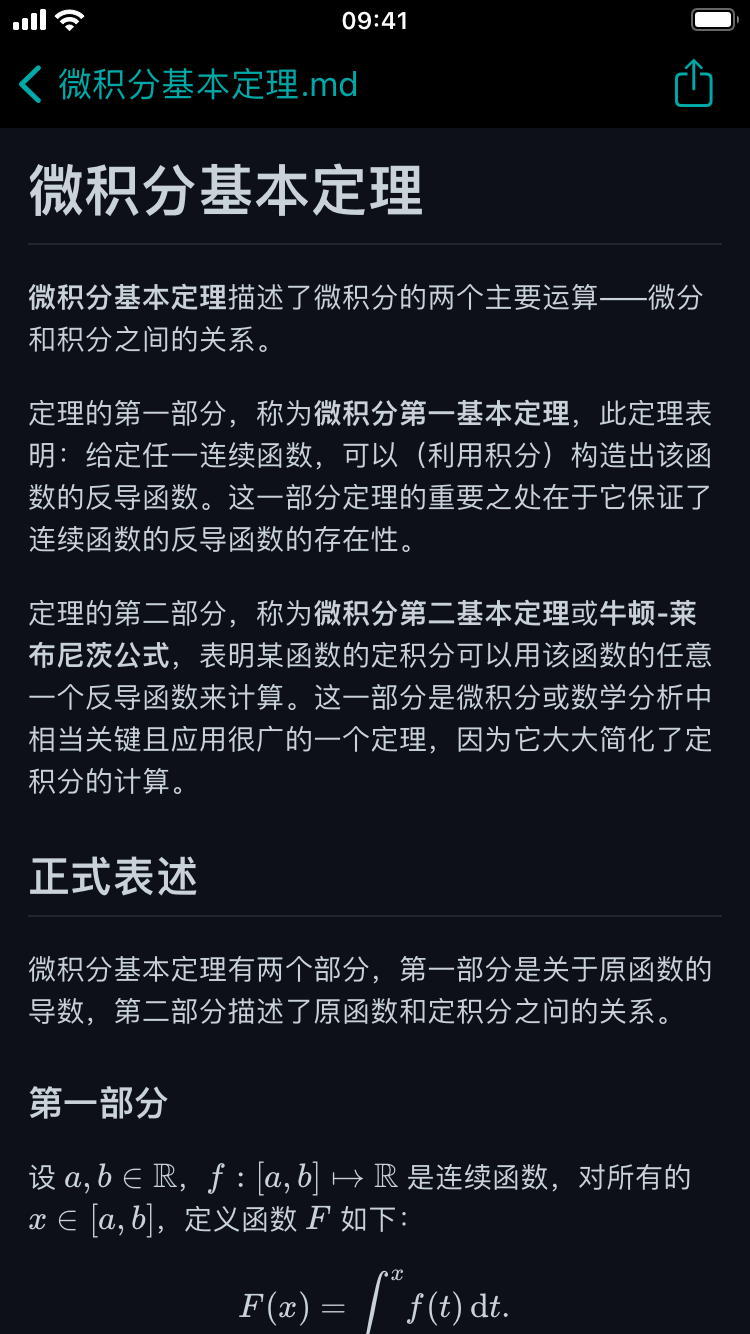 09:41
微积分基本定理.md
微积分基本定理
微积分基本定理描述了微积分的两个主要运算——微分
和积分之间的关系。
定理的第一部分，称为微积分第一基本定理，此定理表
明：给定任一连续函数，可以（利用积分）构造出该函
数的反导函数。这一部分定理的重要之处在于它保证了
连续函数的反导函数的存在性。
定理的第二部分，称为微积分第二基本定理或牛顿-莱
布尼茨公式，表明某函数的定积分可以用该函数的任意
一个反导函数来计算。这一部分是微积分或数学分析中
相当关键且应用很广的一个定理，因为它大大简化了定
积分的计算。
正式表述
微积分基本定理有两个部分，第一部分是关于原函数的
导数，第二部分描述了原函数和定积分之问的关系。
第一部分
设 a, b ∈ ℝ，f : [a, b] ↦ ℝ 是连续函数，对所有的
x ∈ [a, b]，定义函数 F 如下：
F(x) = ∫^x f(t) dt.